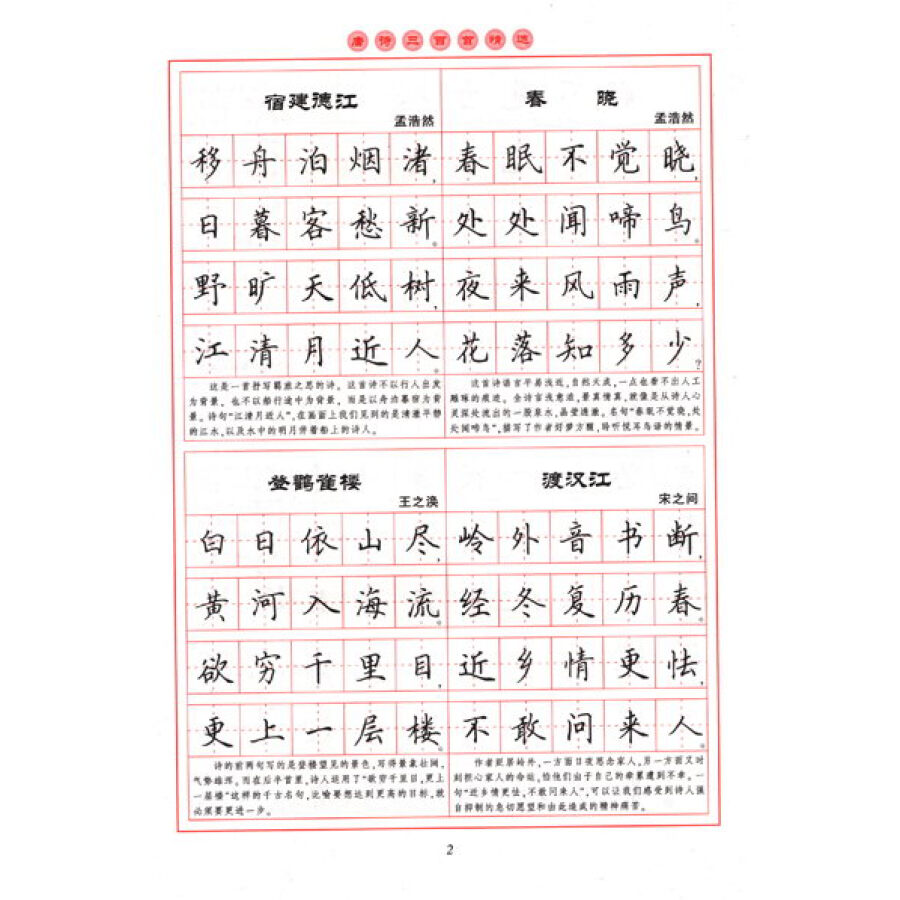 唐诗三百首精选
宿建德江
孟浩然
移舟泊烟渚，
日暮客愁新。
野旷天低树，
江清月近人。
这是一首抒写羁旅之思的诗。这首诗不以行人出发
为背景，也不以船行途中为背景，而是以舟泊暮宿为背
景。诗句“江清月近人”，在画面上我们见到的是清澈平静
的江水，以及水中的明月伴着船上的诗人。
春晓
孟浩然
春眠不觉晓，
处处闻啼鸟。
夜来风雨声，
花落知多少？
这首诗语言平易浅近，自然天成，一点也看不出人工
雕琢的痕迹。全诗言浅意浓，景真情真，就像是从诗人心
灵深处流出的一股泉水，晶莹透澈。名句“春眠不觉晓，处
处闻啼鸟”，描写了作者好梦方醒，聆听悦耳鸟语的情景。
登鹳雀楼
王之涣
白日依山尽，
黄河入海流。
欲穷千里目，
更上一层楼。
诗的前两句写的是登楼望见的景色，写得景象壮阔，
气势雄浑。而在后半首里，诗人运用了“欲穷千里目，更上
一层楼”这样的千古名句，比喻要想达到更高的目标，就
必须要更进一步。
渡汉江
宋之问
岭外音书断，
经冬复历春。
近乡情更怯，
不敢问来人。
作者贬居岭外，一方面日夜思念家人，另一方面又时
刻担心家人的命运，怕他们由于自己的牵累遭到不幸。一
句“近乡情更怯，不敢问来人”，可以让我们感受到诗人强
自抑制的急切愿望和由此造成的精神痛苦。
2